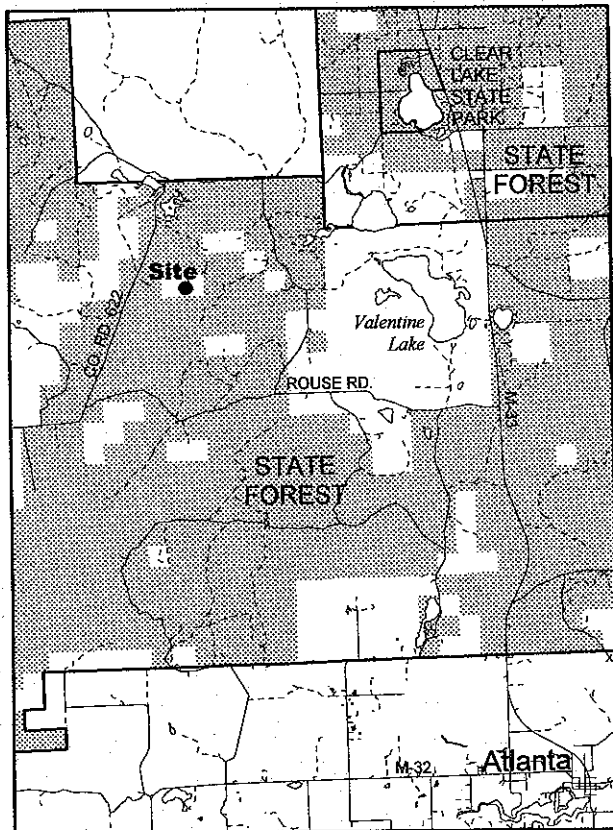 CLEAR
LAKE
STATE
PARK
STATE
FOREST
Site
CO. RD. 622
Valentine
Lake
ROUSE RD.
M-33
STATE
FOREST
M-32
Atlanta